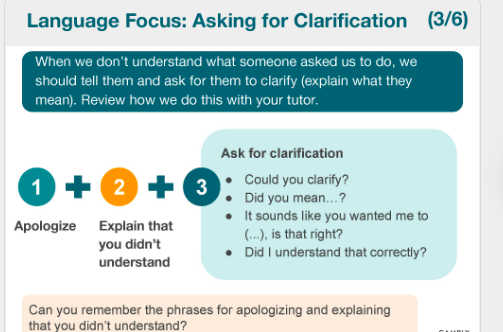 Language Focus: Asking for Clarification (3/6)
When we don't understand what someone asked us to do, we
should tell them and ask for them to clarify (explain what they
mean). Review how we do this with your tutor.
Ask for clarification
1 + 2 + 3
Apologize
Explain that
you didn't
understand
• Could you clarify?
• Did you mean…?
• It sounds like you wanted me to
(...), is that right?
• Did I understand that correctly?
Can you remember the phrases for apologizing and explaining
that you didn't understand?